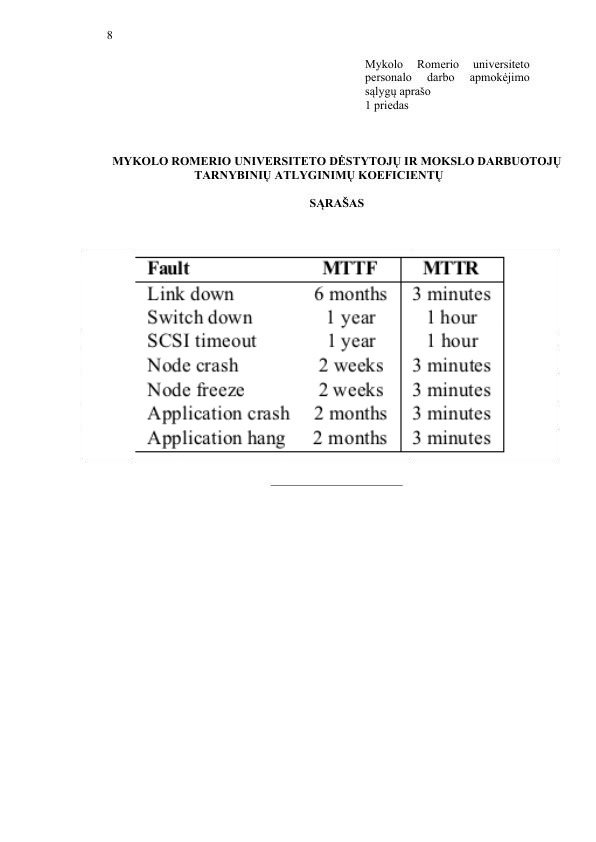 8
Mykolo Romerio universiteto
personalo darbo apmokėjimo
sąlygų aprašo
1 priedas
MYKOLO ROMERIO UNIVERSITETO DĖSTYTOJŲ IR MOKSLO DARBUOTOJŲ
TARNYBINIŲ ATLYGINIMŲ KOEFICIENTŲ
SĄRAŠAS
Fault MTTF MTTR
Link down 6 months 3 minutes
Switch down 1 year 1 hour
SCSI timeout 1 year 1 hour
Node crash 2 weeks 3 minutes
Node freeze 2 weeks 3 minutes
Application crash 2 months 3 minutes
Application hang 2 months 3 minutes